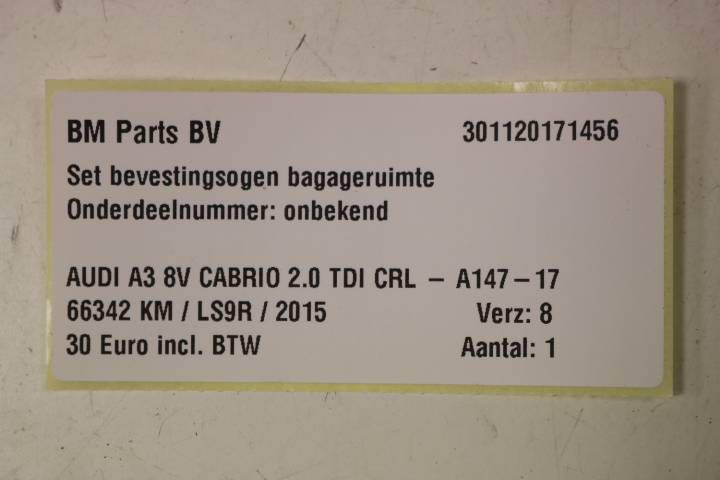 BM Parts BV 301120171456
Set bevestingsogen bagageruimte
Onderdeelnummer: onbekend
AUDI A3 8V CABRIO 2.0 TDI CRL – A147–17
66342 KM / LS9R / 2015 Verz: 8
30 Euro incl. BTW Aantal: 1